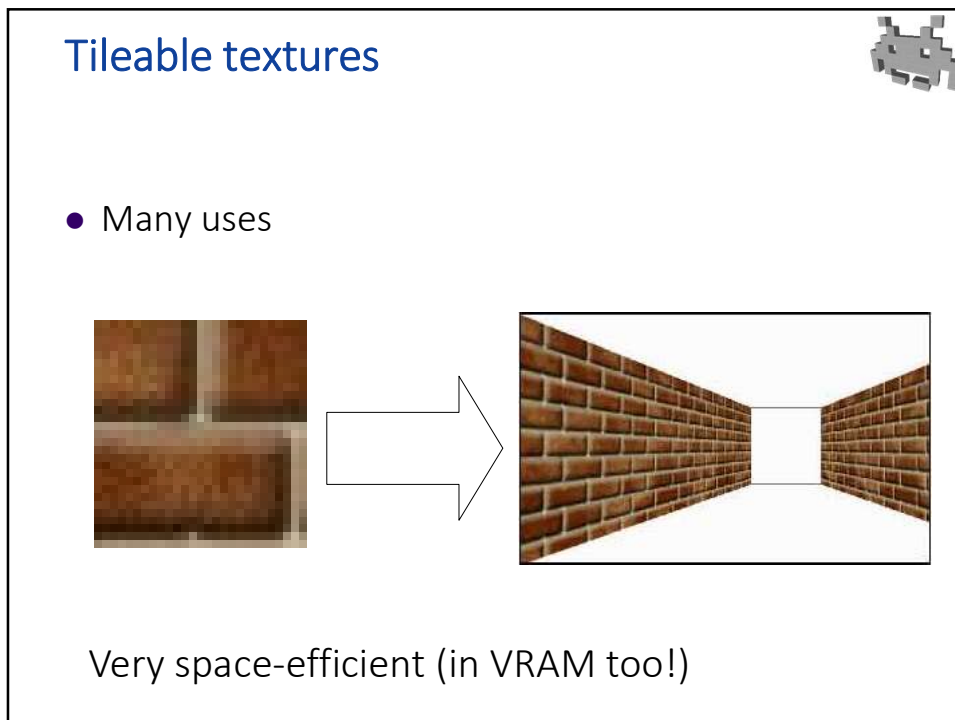 Tileable textures
● Many uses
Very space-efficient (in VRAM too!)